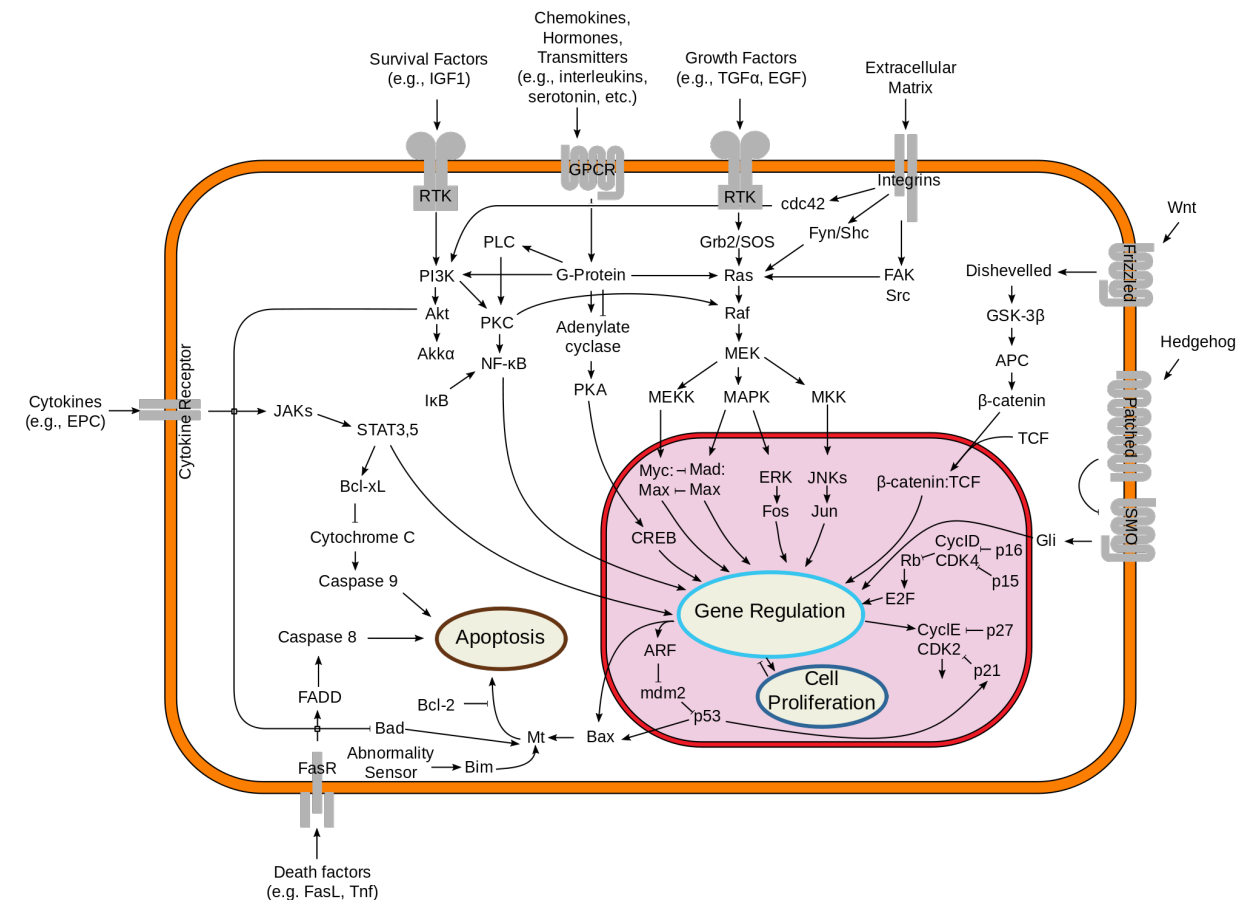 Chemokines,
Hormones,
Transmitters
(e.g., interleukins,
serotonin, etc.)
Survival Factors
(e.g., IGF1)
Growth Factors
(e.g., TGFα, EGF)
Extracellular
Matrix
GPCR
Integrins
RTK
RTK
cdc42
Wnt
Fyn/Shc
PLC
Grb2/SOS
Frizzled
Dishevelled
PI3K
G-Protein
Ras
FAK
Src
Akt
PKC
Adenylate
cyclase
Raf
GSK-3β
Hedgehog
Akkα
NF-κB
MEK
APC
IκB
PKA
MEKK
MAPK
MKK
β-catenin
Cytokines
(e.g., EPC)
Cytokine Receptor
JAKs
STAT3,5
TCF
Patched
Myc:
Mad:
Max
Max
ERK
JNKs
β-catenin:TCF
Bcl-xL
Fos
Jun
SMO
Cytochrome C
CREB
Gli
CycID
p16
Rb
CDK4
p15
Caspase 9
E2F
Gene Regulation
Caspase 8
Apoptosis
CyclE
p27
CDK2
ARF
p21
FADD
Bcl-2
mdm2
Cell
Proliferation
p53
Bad
Mt
Bax
Abnormality
Sensor
Bim
FasR
Death factors
(e.g. FasL, Tnf)